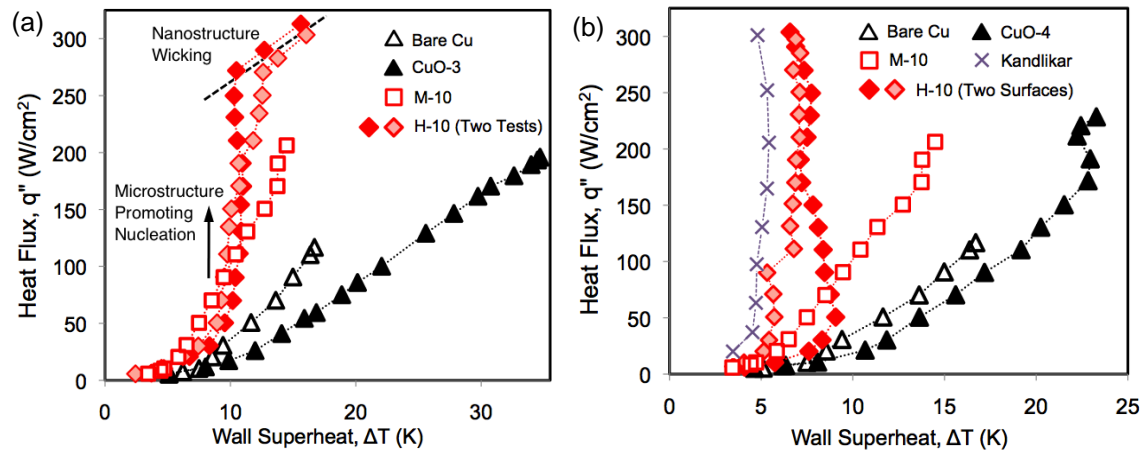 (a)
Heat Flux, q" (W/cm²)
300
250
200
150
100
50
0
Nanostructure
Wicking
Microstructure
Promoting
Nucleation
Bare Cu
CuO-3
M-10
H-10 (Two Tests)
0 10 20 30
Wall Superheat, ΔT (K)
(b)
Heat Flux, q" (W/cm²)
300
250
200
150
100
50
0
Bare Cu CuO-4
M-10 Kandlikar
H-10 (Two Surfaces)
0 5 10 15 20 25
Wall Superheat, ΔT (K)